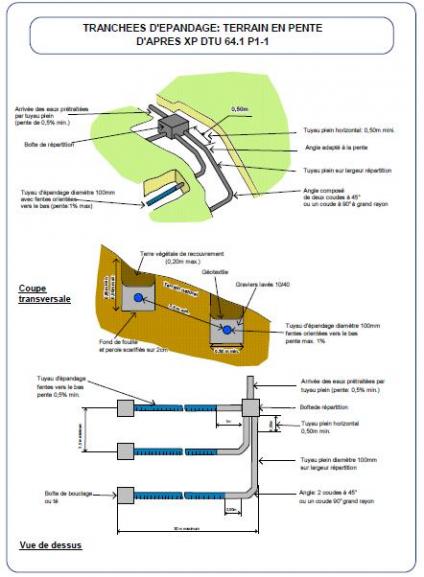 TRANCHEES D'EPANDAGE: TERRAIN EN PENTE
D'APRES XP DTU 64.1 P1-1
Arrivée des eaux prétraitées
par tuyau plein
(pente de 0,5% min.)
0,50m
Tuyau plein horizontal: 0,50m mini.
Boîte de répartition
Angle adapté à la pente
Tuyau plein sur largeur répartition
Tuyau d'épandage diamètre 100mm
avec fentes orientées
vers le bas (pente:1% max)
Angle composé
de deux coudes à 45°
ou un coude à 90° à grand rayon
Terre végétale de recouvrement
(0,20m max.)
Géotextile
Coupe
transversale
Graviers lavés 10/40
Terrain naturel
0,50 m mini.
Fond de fouille
et parois scarifiés sur 2cm
Tuyau d'épandage diamètre 100mm
fentes orientées vers le bas
pente max. 1%
Tuyau d'épandage
fentes vers le bas
pente 0,5% min.
Arrivée des eaux prétraitées par
tuyau plein (pente: 0,5% min.)
Boîtede répartition
Tuyau plein horizontal
0,50m min.
Tuyau plein diamètre 100mm
sur largeur répartition
Boîte de bouclage
ou té
Angle: 2 coudes à 45°
ou un coude 90°grand rayon
30 m maximum
Vue de dessus